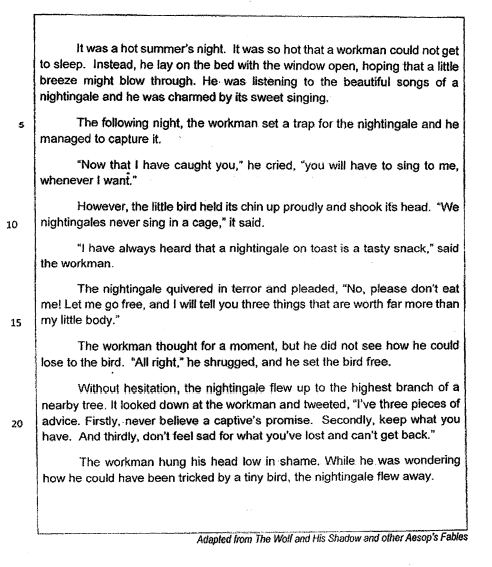 It was a hot summer's night. It was so hot that a workman could not get
to sleep. Instead, he lay on the bed with the window open, hoping that a little
breeze might blow through. He was listening to the beautiful songs of a
nightingale and he was charmed by its sweet singing.
5 The following night, the workman set a trap for the nightingale and he
managed to capture it.
"Now that I have caught you," he cried, "you will have to sing to me,
whenever I want."
However, the little bird held its chin up proudly and shook its head. "We
10 nightingales never sing in a cage," it said.
"I have always heard that a nightingale on toast is a tasty snack," said
the workman.
The nightingale quivered in terror and pleaded, "No, please don't eat
me! Let me go free, and I will tell you three things that are worth far more than
15 my little body."
The workman thought for a moment, but he did not see how he could
lose to the bird. "All right," he shrugged, and he set the bird free.
Without hesitation, the nightingale flew up to the highest branch of a
nearby tree. It looked down at the workman and tweeted, "I've three pieces of
20 advice. Firstly, never believe a captive's promise. Secondly, keep what you
have. And thirdly, don't feel sad for what you've lost and can't get back."
The workman hung his head low in shame. While he was wondering
how he could have been tricked by a tiny bird, the nightingale flew away.
Adapted from The Wolf and His Shadow and other Aesop's Fables